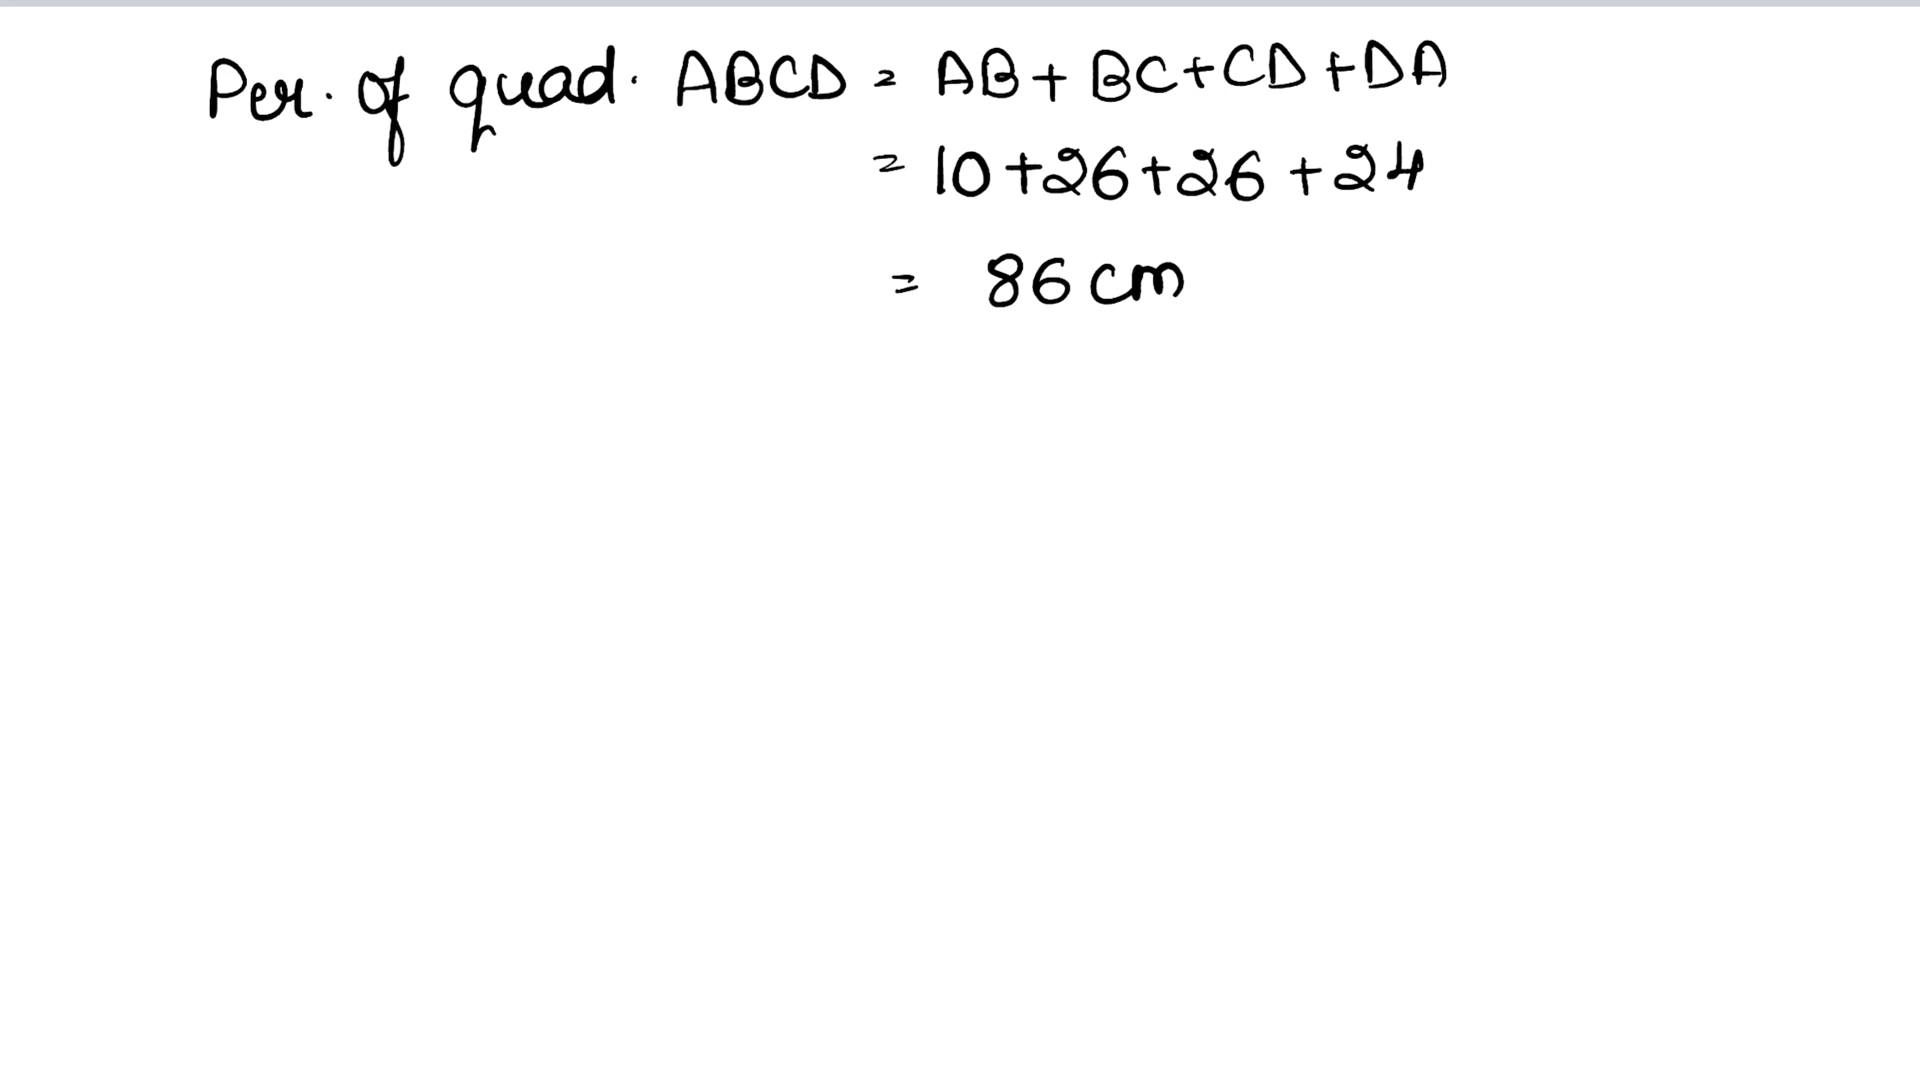 Per. of quad. ABCD = AB + BC + CD + DA
= 10 + 26 + 26 + 24
= 86 cm